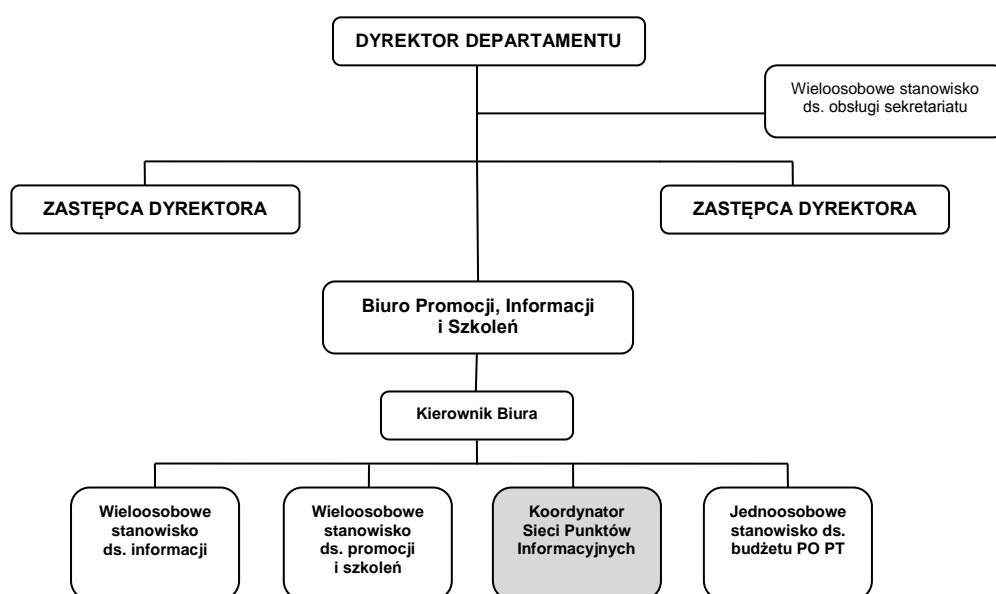 DYREKTOR DEPARTAMENTU
Wieloosobowe stanowisko
ds. obsługi sekretariatu
ZASTĘPCA DYREKTORA
ZASTĘPCA DYREKTORA
Biuro Promocji, Informacji
i Szkoleń
Kierownik Biura
Wieloosobowe
stanowisko
ds. informacji
Wieloosobowe
stanowisko
ds. promocji
i szkoleń
Koordynator
Sieci Punktów
Informacyjnych
Jednoosobowe
stanowisko ds.
budżetu PO PT